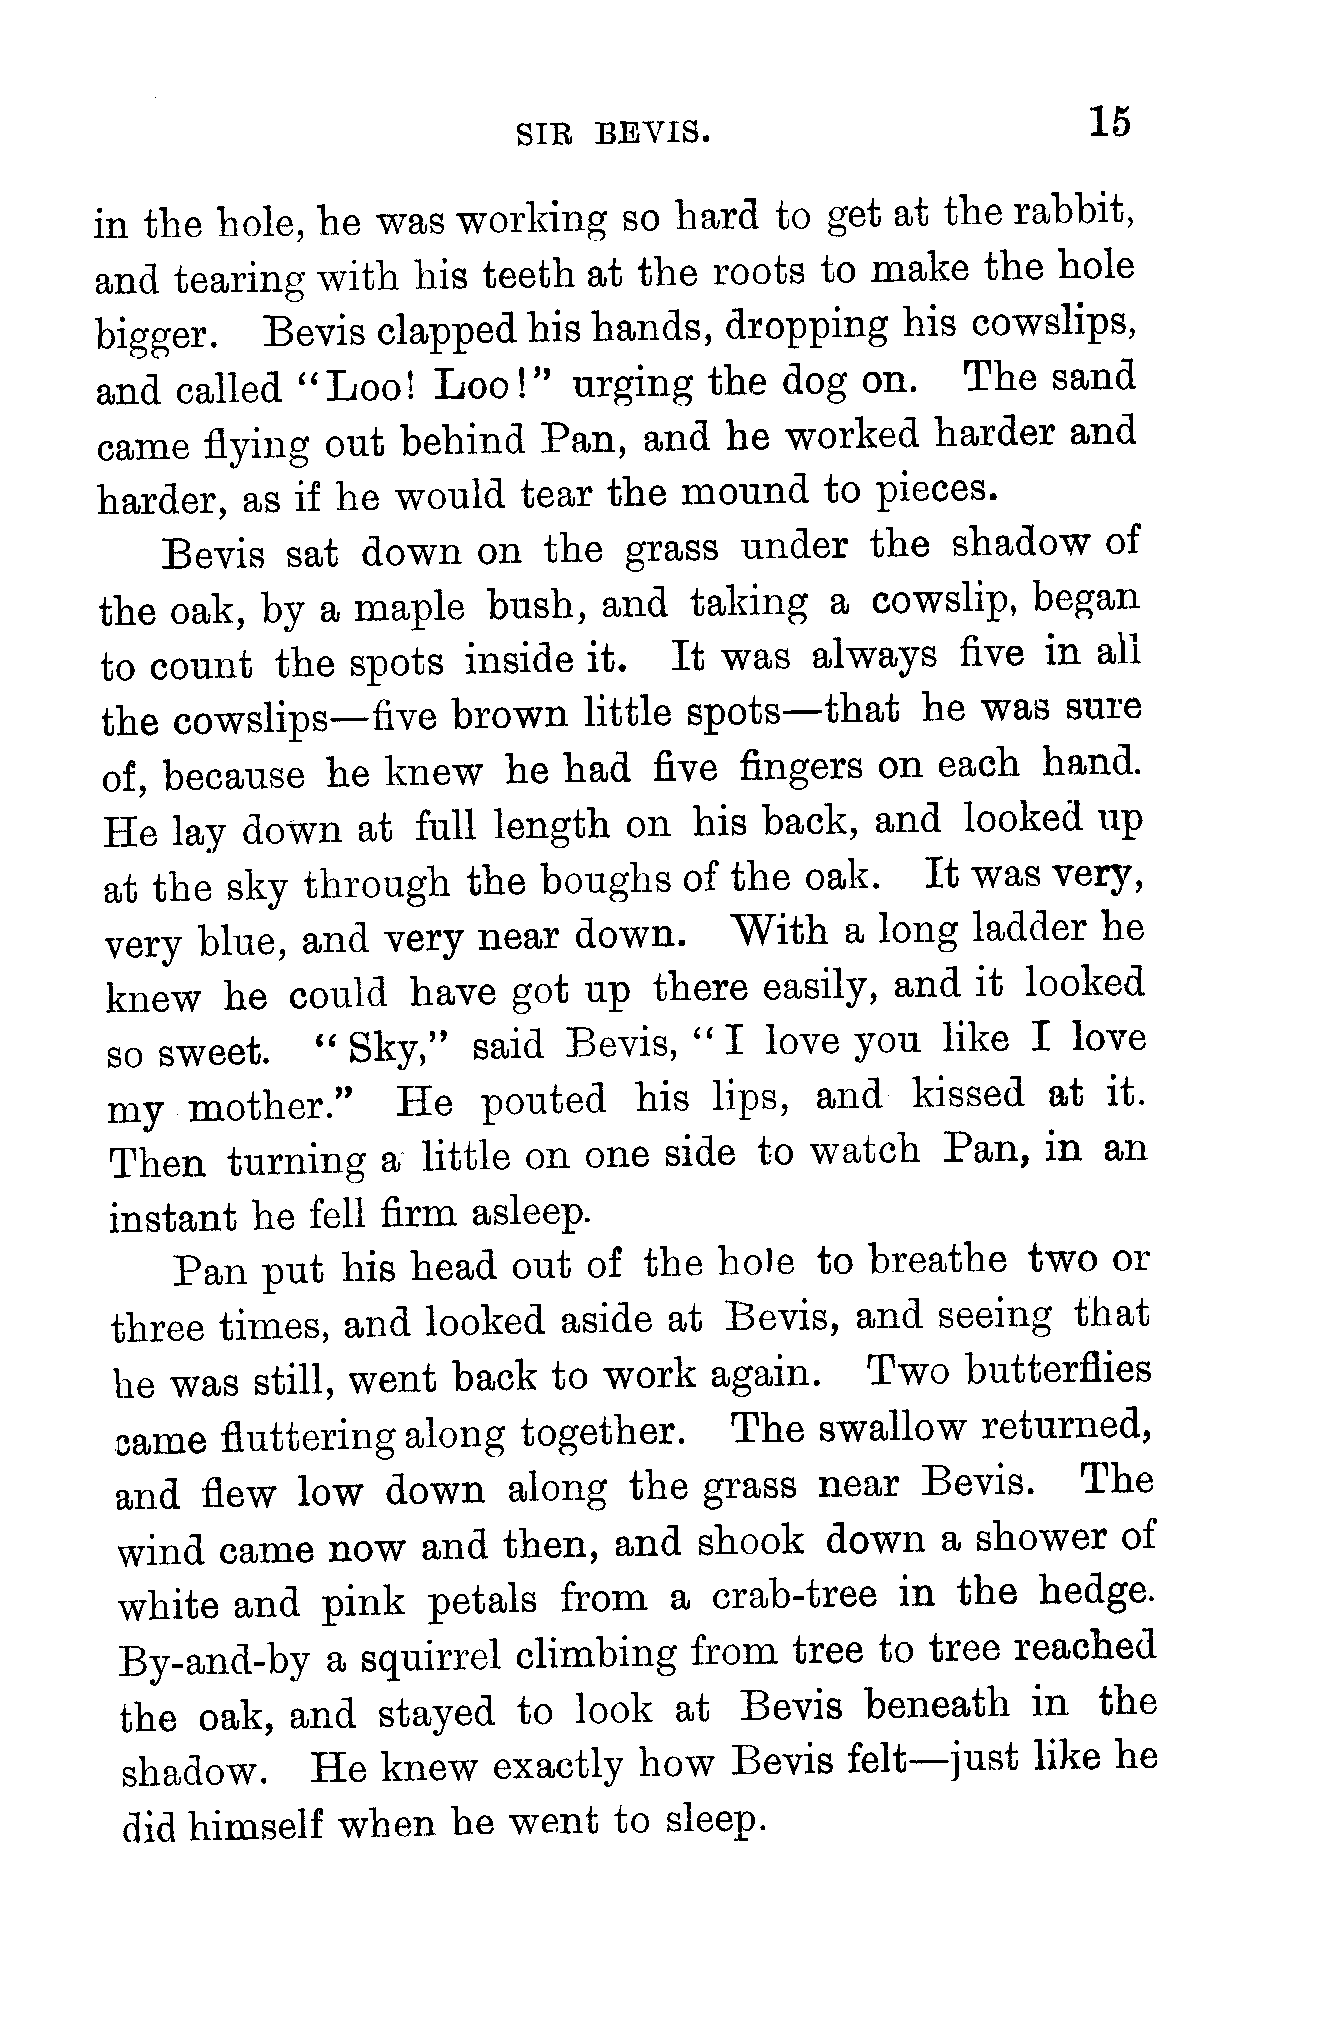 SIR BEVIS. 15
in the hole, he was working so hard to get at the rabbit,
and tearing with his teeth at the roots to make the hole
bigger. Bevis clapped his hands, dropping his cowslips,
and called “Loo! Loo!” urging the dog on. The sand
came flying out behind Pan, and he worked harder and
harder, as if he would tear the mound to pieces.
Bevis sat down on the grass under the shadow of
the oak, by a maple bush, and taking a cowslip, began
to count the spots inside it. It was always five in all
the cowslips—five brown little spots—that he was sure
of, because he knew he had five fingers on each hand.
He lay down at full length on his back, and looked up
at the sky through the boughs of the oak. It was very,
very blue, and very near down. With a long ladder he
knew he could have got up there easily, and it looked
so sweet. “Sky,” said Bevis, “I love you like I love
my mother.” He pouted his lips, and kissed at it.
Then turning a little on one side to watch Pan, in an
instant he fell firm asleep.
Pan put his head out of the hole to breathe two or
three times, and looked aside at Bevis, and seeing that
he was still, went back to work again. Two butterflies
came fluttering along together. The swallow returned,
and flew low down along the grass near Bevis. The
wind came now and then, and shook down a shower of
white and pink petals from a crab-tree in the hedge.
By-and-by a squirrel climbing from tree to tree reached
the oak, and stayed to look at Bevis beneath in the
shadow. He knew exactly how Bevis felt—just like he
did himself when he went to sleep.